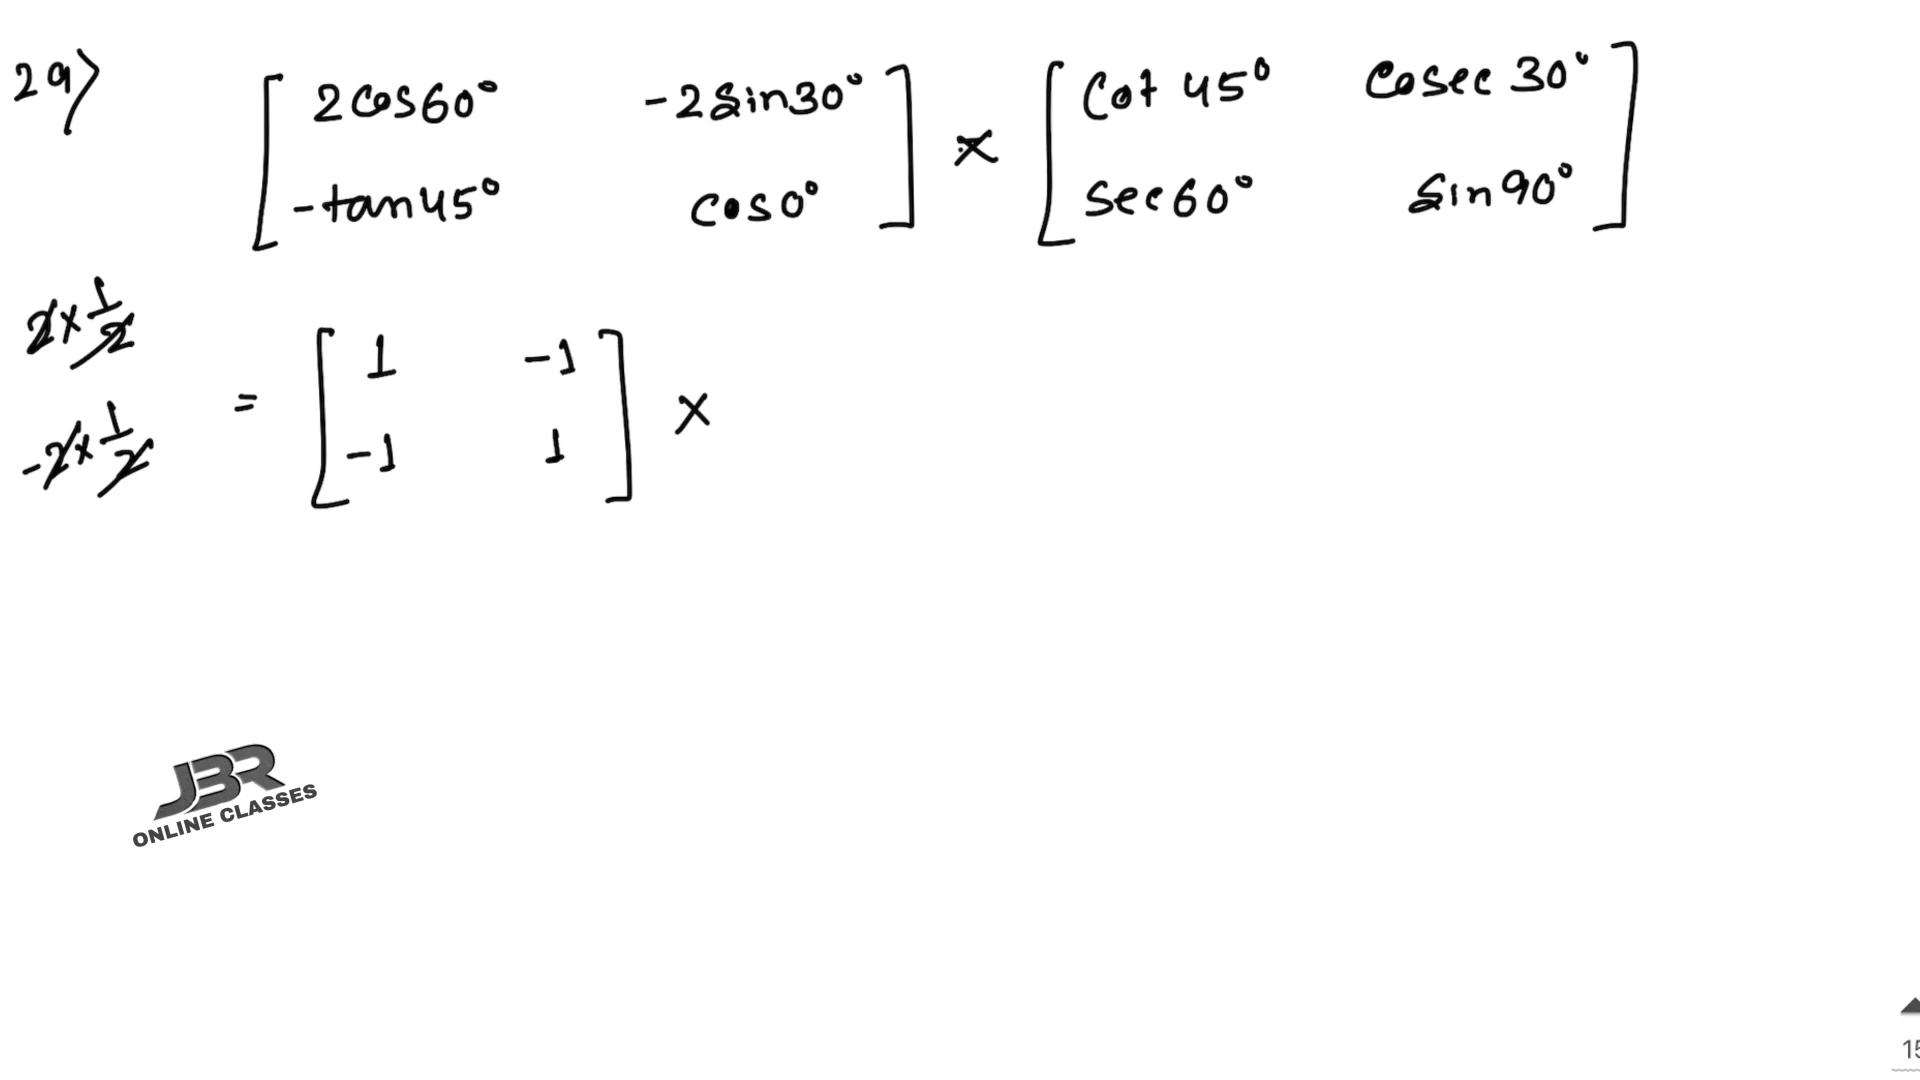 29) [ 2cos60° -2sin30° ] × [ cot 45° cosec 30° ]
[ -tan45° cos0° ] [ sec60° sin90° ]
2×1/2
= [ 1 -1 ] ×
[ -1 1 ]
-2×1/2
JBR
ONLINE CLASSES